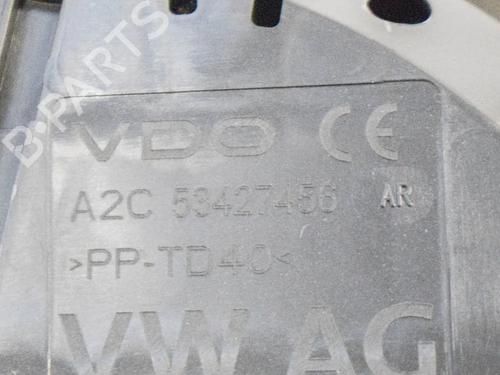 B-PARTS
VDO CE
A2C 53427456 AR
>PP-TD40<
VW AG